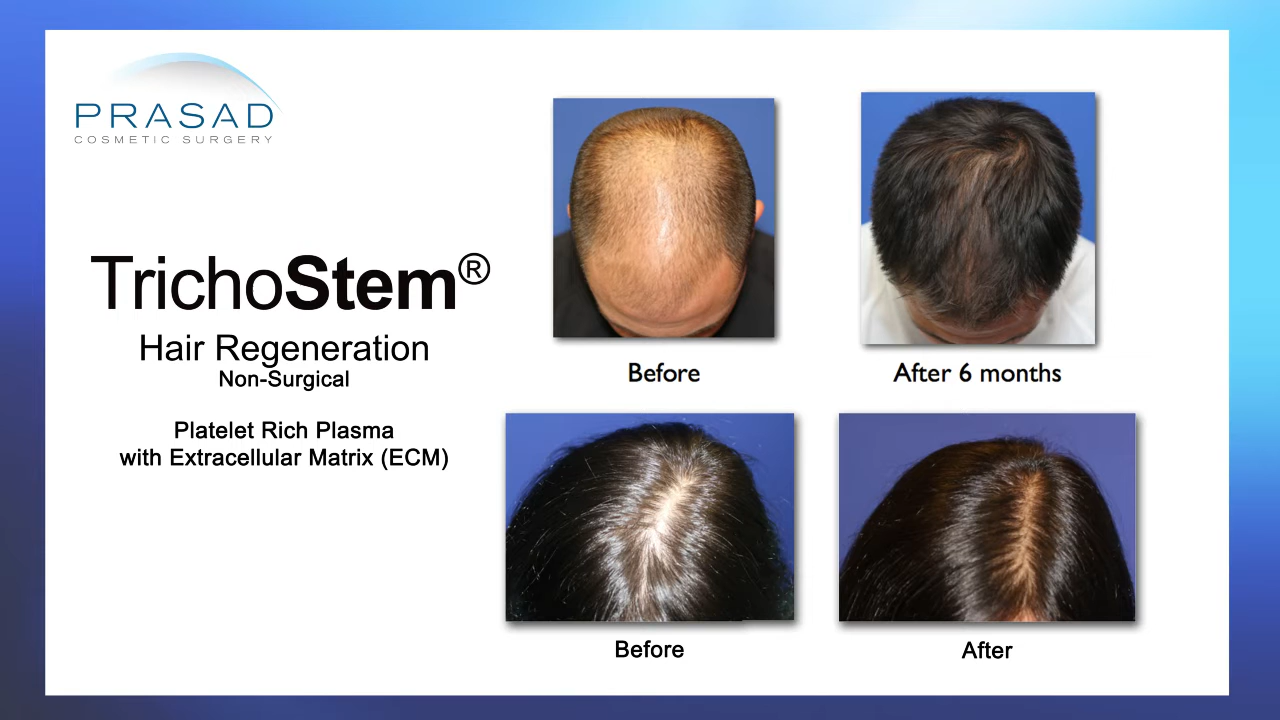 PRASAD
COSMETIC SURGERY
TrichoStem®
Hair Regeneration
Non-Surgical
Platelet Rich Plasma
with Extracellular Matrix (ECM)
Before
After 6 months
Before
After